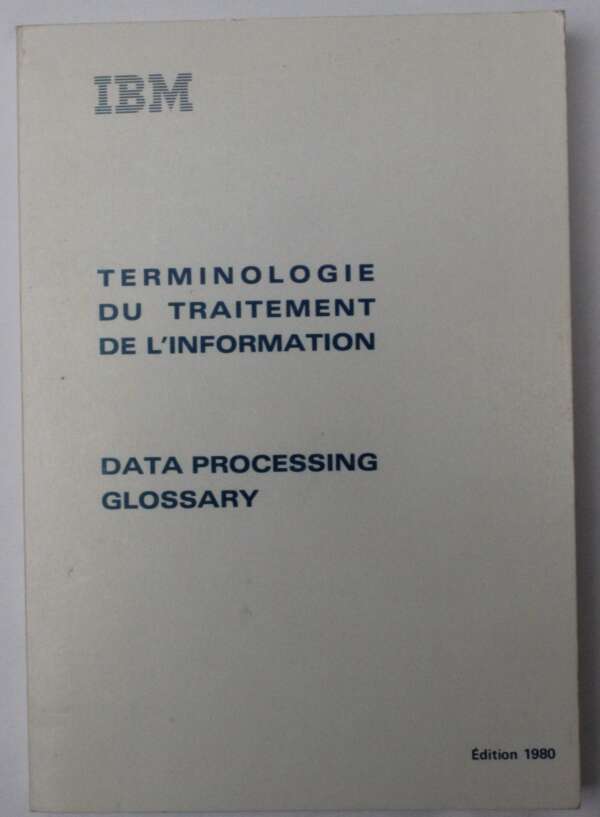 IBM
TERMINOLOGIE
DU TRAITEMENT
DE L'INFORMATION
DATA PROCESSING
GLOSSARY
Édition 1980